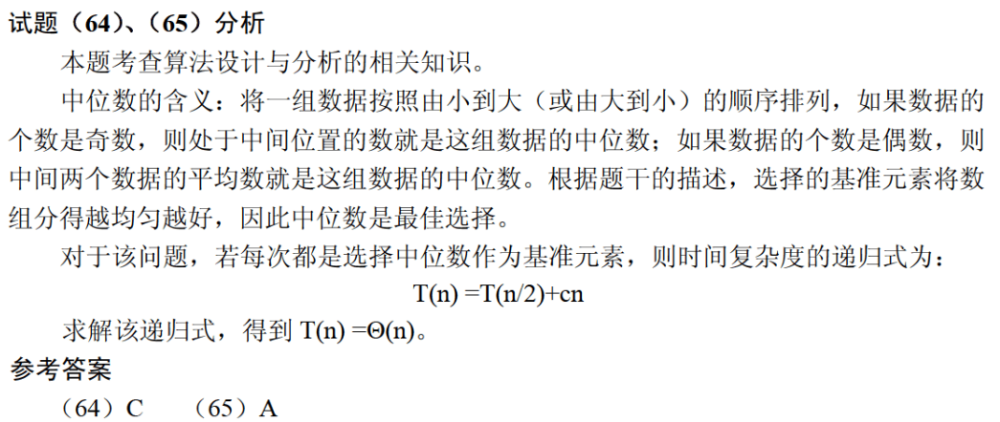 试题（64）、（65）分析
本题考查算法设计与分析的相关知识。
中位数的含义：将一组数据按照由小到大（或由大到小）的顺序排列，如果数据的
个数是奇数，则处于中间位置的数就是这组数据的中位数；如果数据的个数是偶数，则
中间两个数据的平均数就是这组数据的中位数。根据题干的描述，选择的基准元素将数
组分得越均匀越好，因此中位数是最佳选择。
对于该问题，若每次都是选择中位数作为基准元素，则时间复杂度的递归式为：
T(n) =T(n/2)+cn
求解该递归式，得到 T(n) =Θ(n)。
参考答案
（64）C （65）A